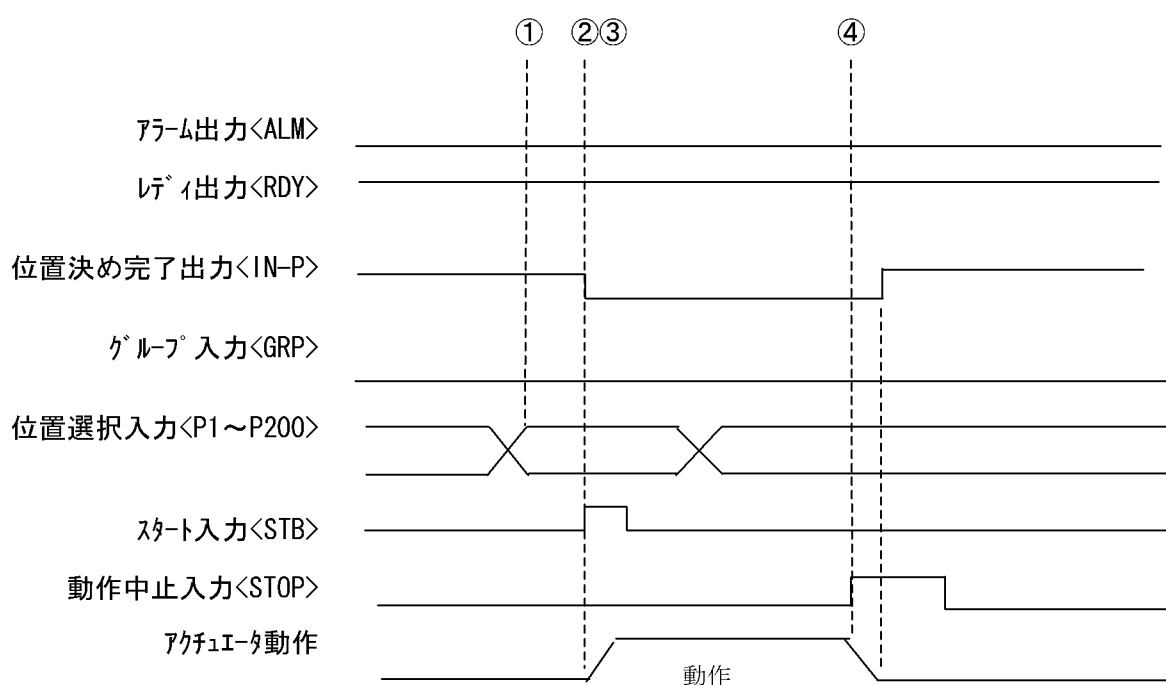 ① ②③ ④
ｱﾗｰﾑ出力<ALM>
ﾚﾃﾞｨ出力<RDY>
位置決め完了出力<IN-P>
ｸﾞﾙｰﾌﾟ入力<GRP>
位置選択入力<P1～P200>
ｽﾀｰﾄ入力<STB>
動作中止入力<STOP>
ｱｸﾁｭｴｰﾀ動作
動作